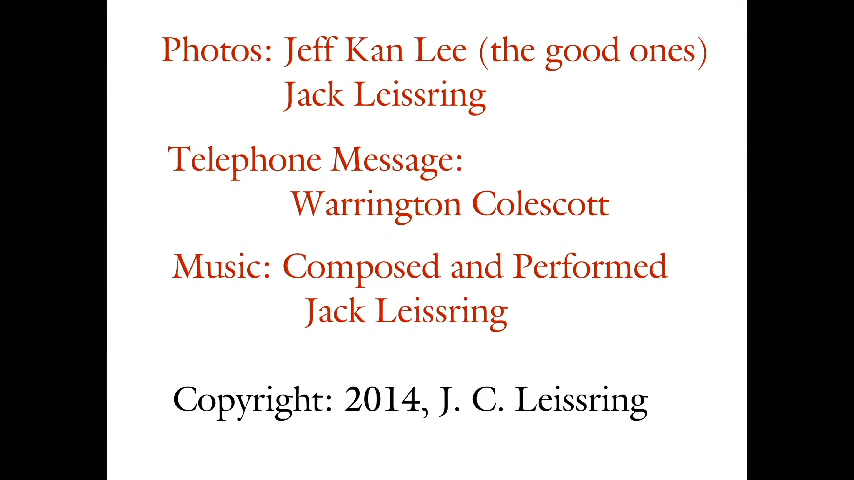 Photos: Jeff Kan Lee (the good ones)
Jack Leissring
Telephone Message:
Warrington Colescott
Music: Composed and Performed
Jack Leissring
Copyright: 2014, J. C. Leissring